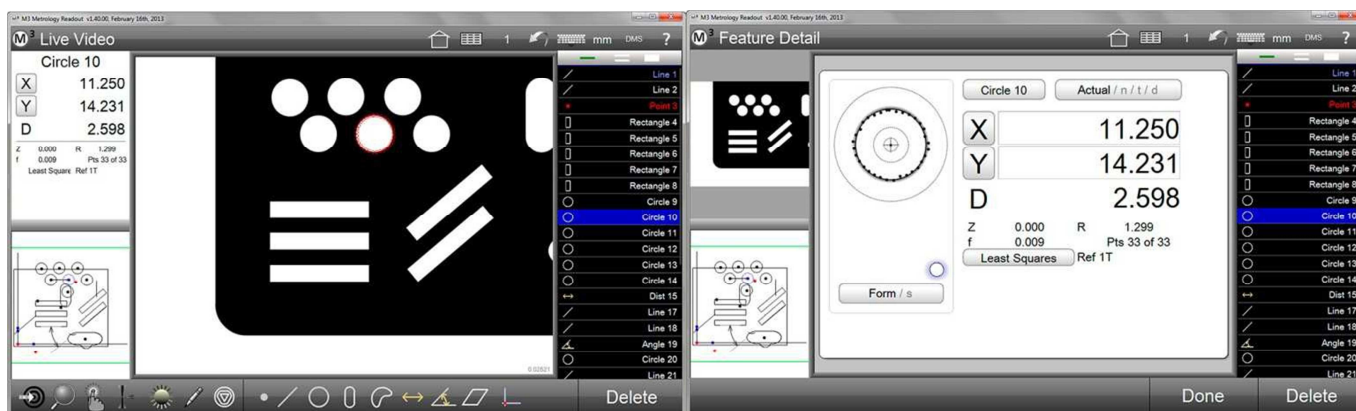 M3 Metrology Readout v1.40.00, February 16th, 2013
M3 Live Video
1
mm
DMS
?
Circle 10
X 11.250
Y 14.231
D 2.598
Z 0.000 R 1.299
f 0.009 Pts 33 of 33
Least Square Ref 1T
Line 1
Line 2
Point 3
Rectangle 4
Rectangle 5
Rectangle 6
Rectangle 7
Rectangle 8
Circle 9
Circle 10
Circle 11
Circle 12
Circle 13
Circle 14
Dist 15
Line 17
Line 18
Angle 19
Circle 20
Line 21
Delete
M3 Metrology Readout v1.40.00, February 16th, 2013
M3 Feature Detail
1
mm
DMS
?
Circle 10
Actual / n / t / d
X 11.250
Y 14.231
D 2.598
Z 0.000 R 1.299
f 0.009 Pts 33 of 33
Least Squares Ref 1T
Form / s
Line 1
Line 2
Point 3
Rectangle 4
Rectangle 5
Rectangle 6
Rectangle 7
Rectangle 8
Circle 9
Circle 10
Circle 11
Circle 12
Circle 13
Circle 14
Dist 15
Line 17
Line 18
Angle 19
Circle 20
Line 21
Done
Delete